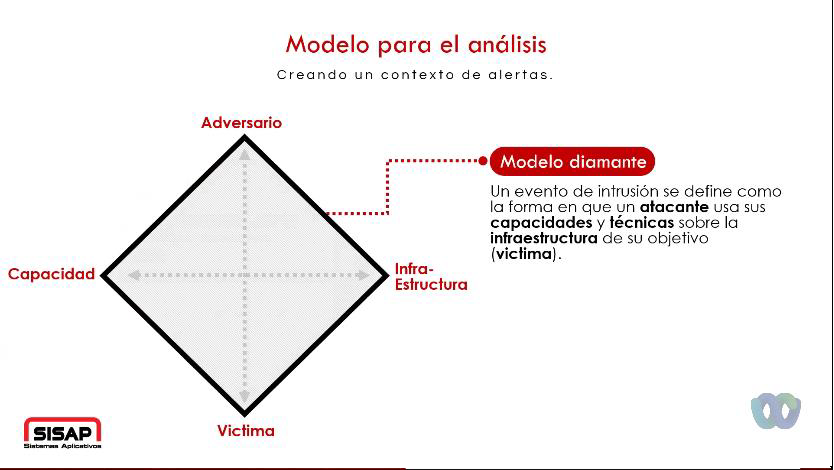 Modelo para el análisis
Creando un contexto de alertas.
Adversario
Modelo diamante
Un evento de intrusión se define como
la forma en que un atacante usa sus
capacidades y técnicas sobre la
infraestructura de su objetivo
(victima).
Capacidad
Infra-
Estructura
Victima
SISAP
Sistemas Aplicativos